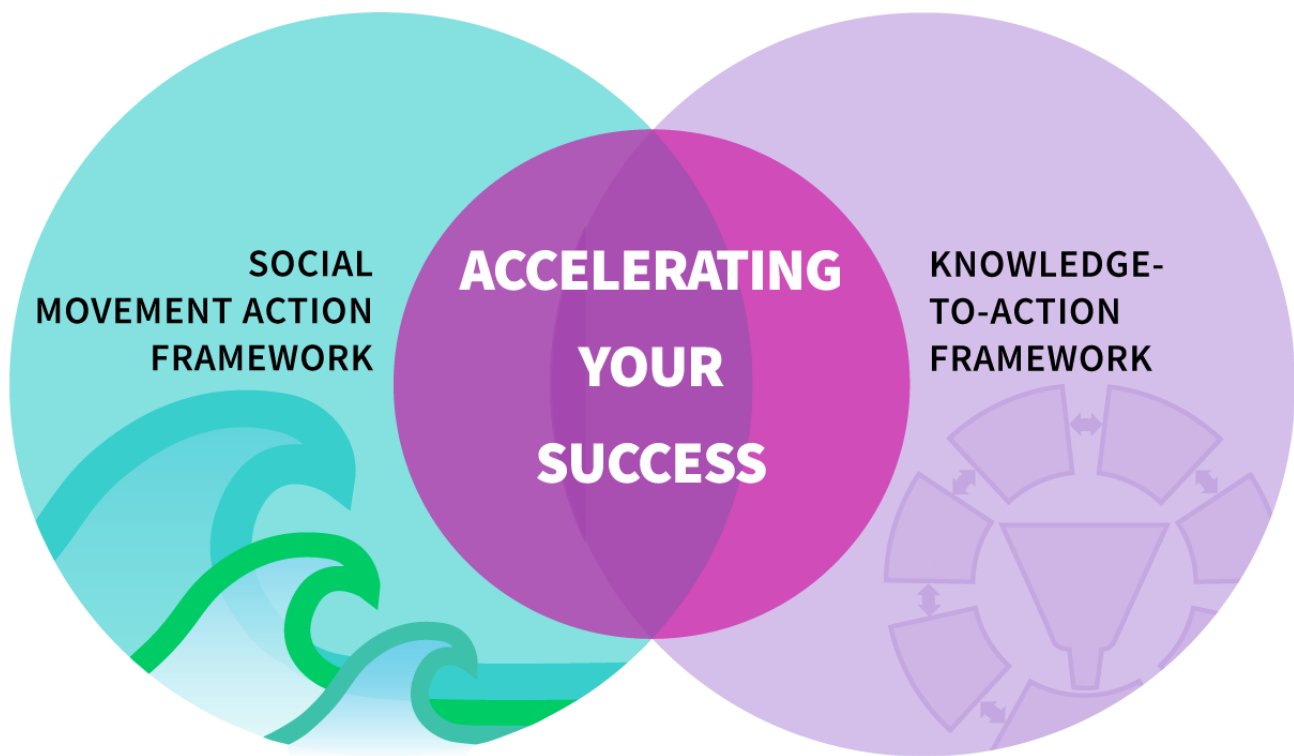 SOCIAL
MOVEMENT ACTION
FRAMEWORK
ACCELERATING
YOUR
SUCCESS
KNOWLEDGE-
TO-ACTION
FRAMEWORK